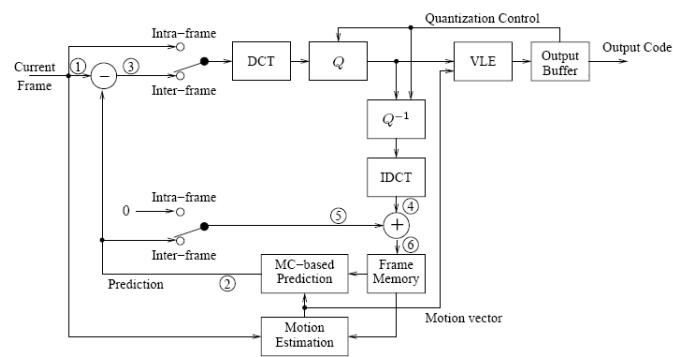 Quantization Control
Intra-frame
Current
Frame
①
−
③
Inter-frame
DCT
Q
VLE
Output
Buffer
Output Code
Q⁻¹
IDCT
④
0
Intra-frame
⑤
+
⑥
Inter-frame
Prediction
②
MC-based
Prediction
Frame
Memory
Motion vector
Motion
Estimation